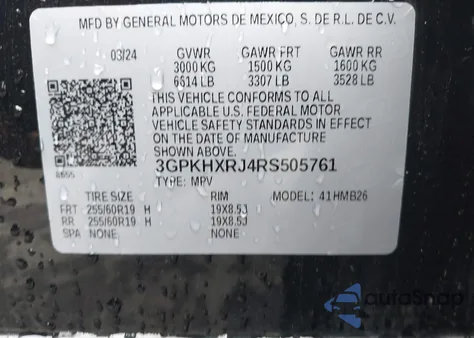 MFD BY GENERAL MOTORS DE MEXICO, S. DE R.L. DE C.V.
03/24 GVWR GAWR FRT GAWR RR
3000 KG 1500 KG 1600 KG
6614 LB 3307 LB 3528 LB
THIS VEHICLE CONFORMS TO ALL
APPLICABLE U.S. FEDERAL MOTOR
VEHICLE SAFETY STANDARDS IN EFFECT
ON THE DATE OF MANUFACTURE
SHOWN ABOVE.
3GPKHXRJ4RS505761
TYPE: MPV
TIRE SIZE RIM MODEL: 41HMB26
FRT 255/60R19 H 19X8.5J
RR 255/60R19 H 19X8.5J
SPA NONE NONE
autoSnap